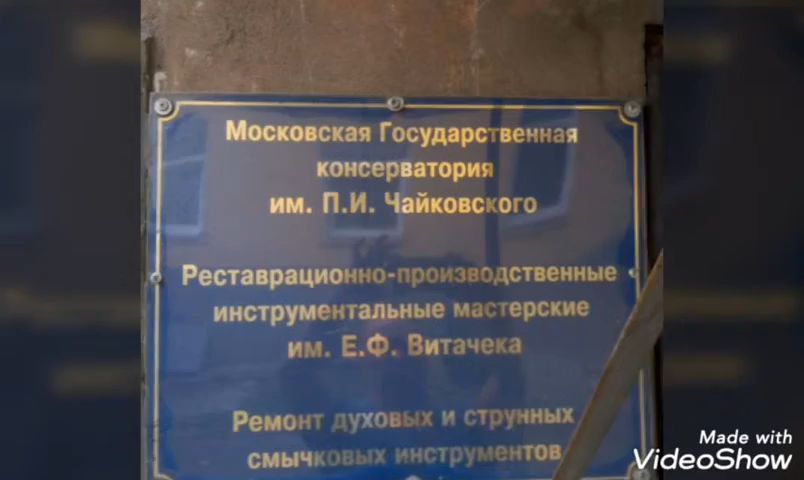 Московская Государственная
консерватория
им. П.И. Чайковского
Реставрационно-производственные
инструментальные мастерские
им. Е.Ф. Витачека
Ремонт духовых и струнных
смычковых инструментов
Made with
VideoShow